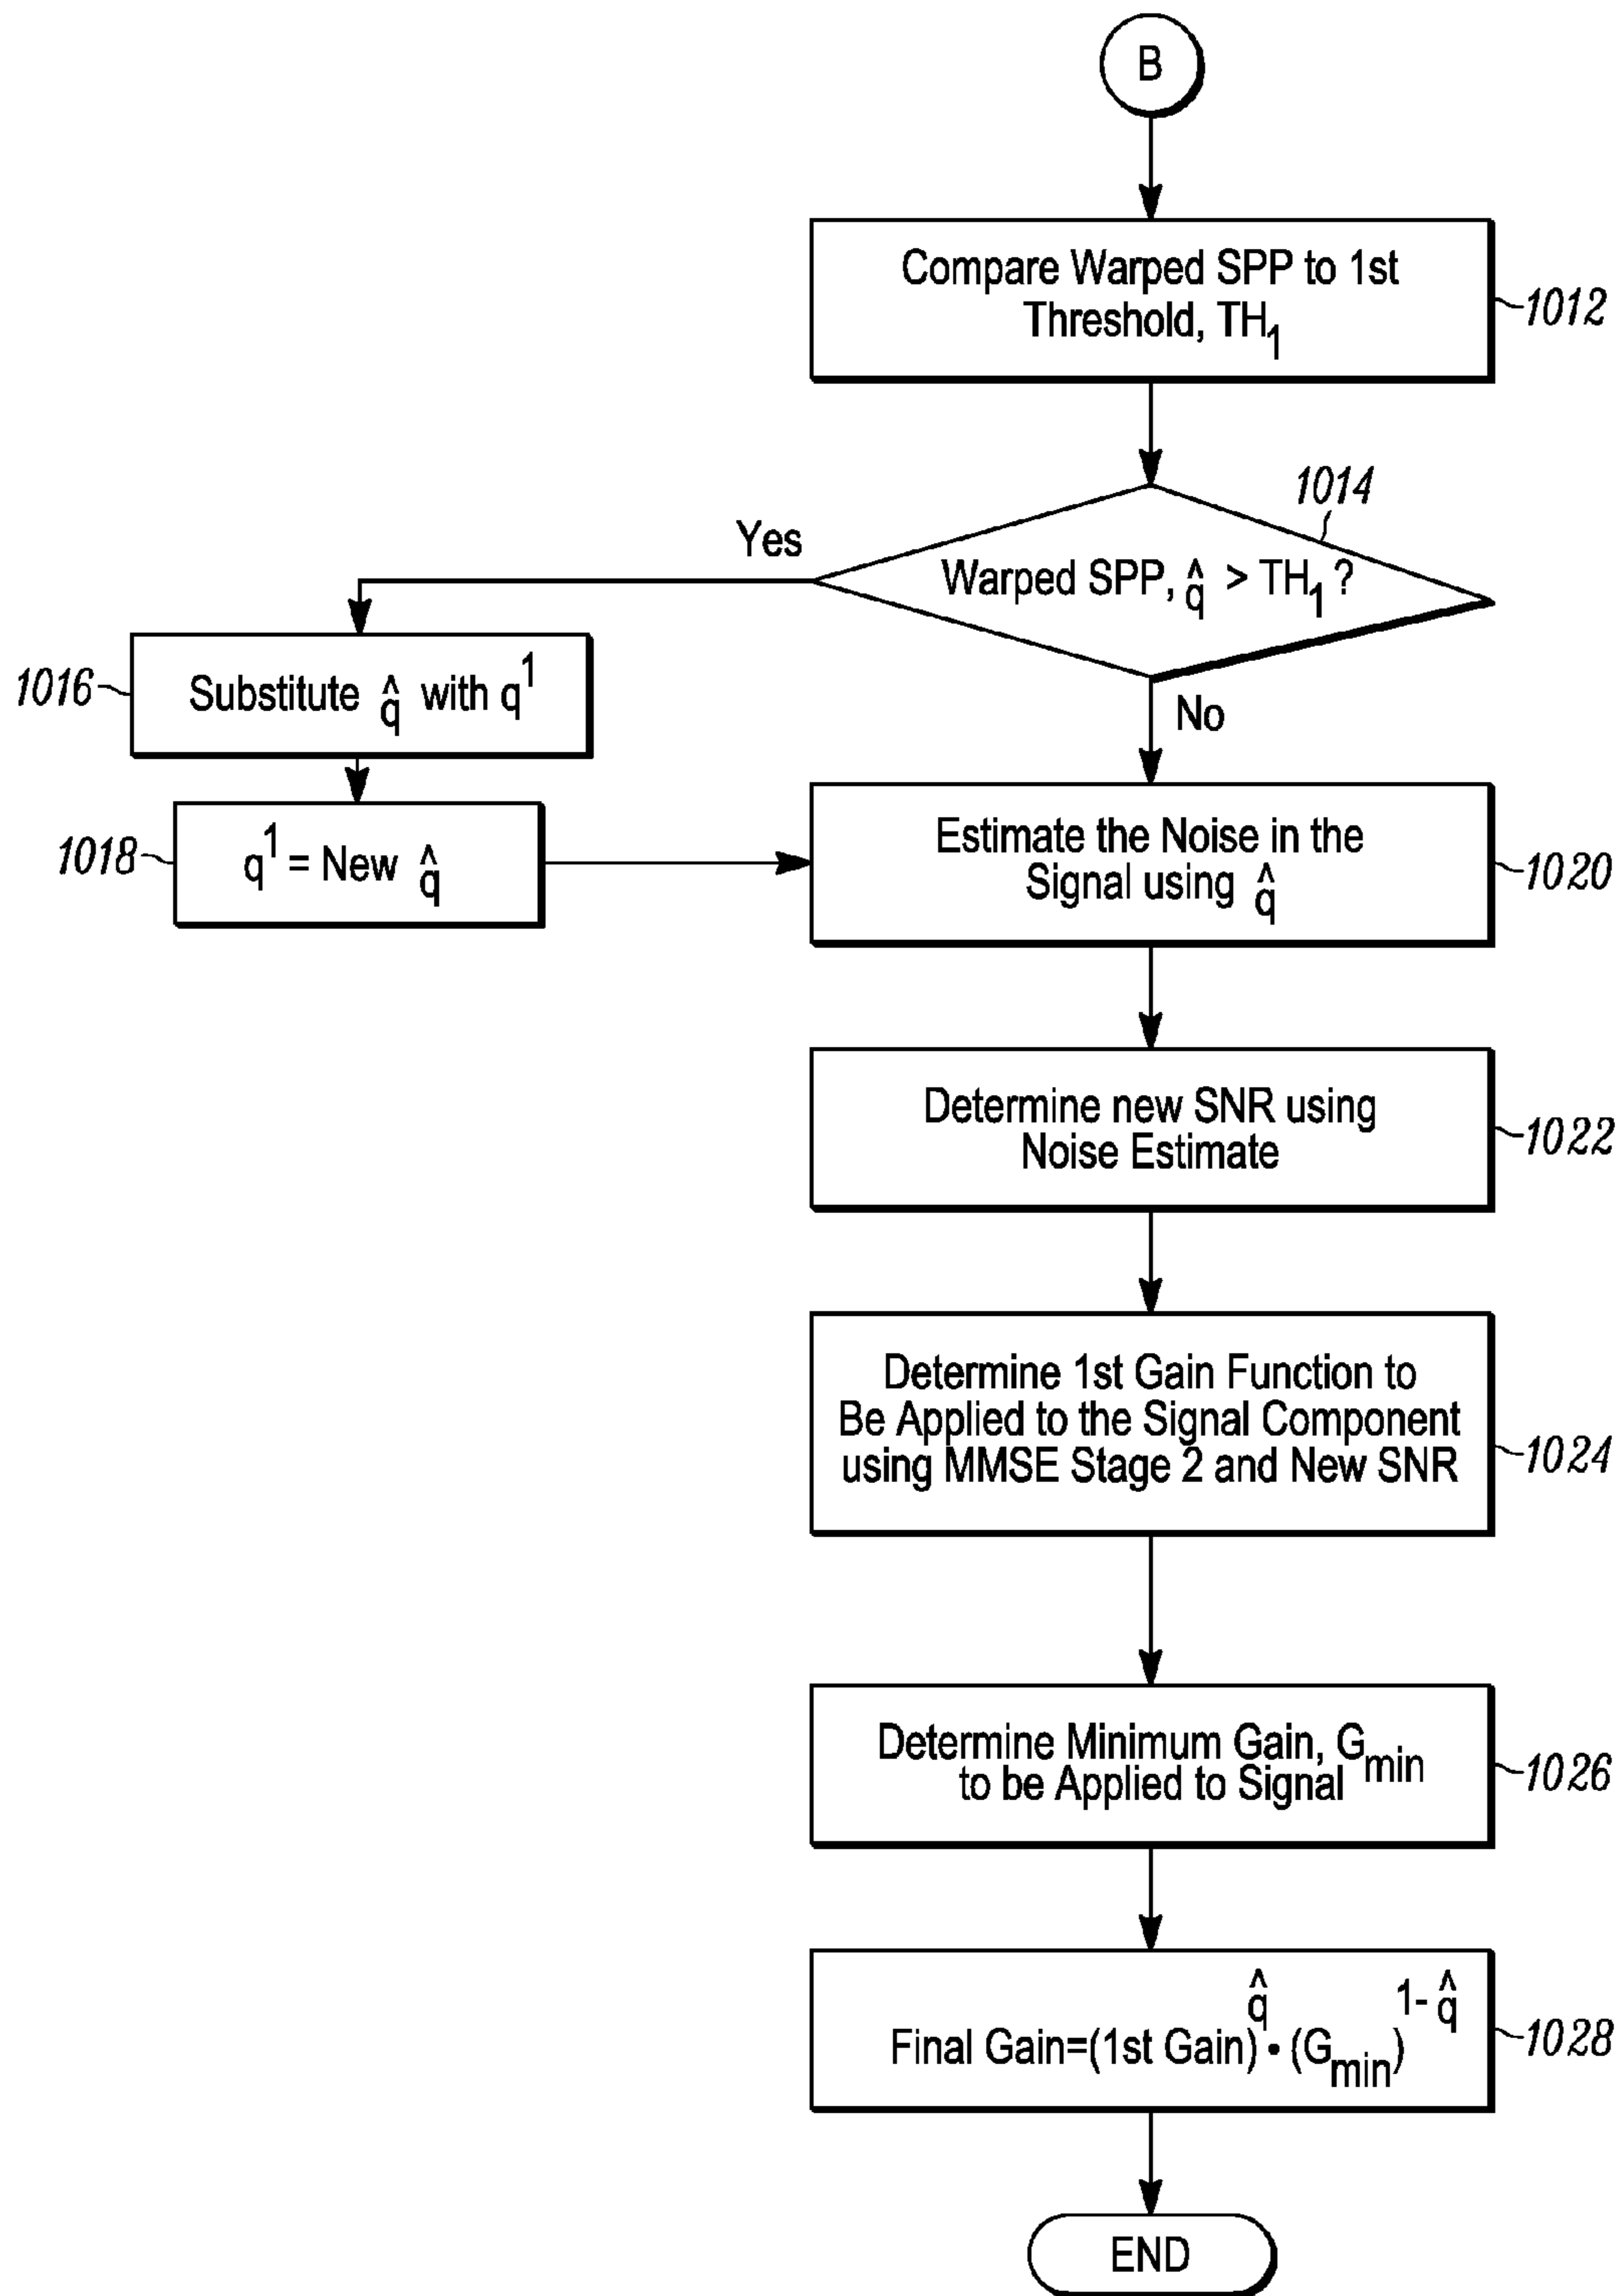 B
Compare Warped SPP to 1st
Threshold, TH₁
1012
1014
Yes
Warped SPP, q̂ > TH₁ ?
1016
Substitute q̂ with q¹
No
1018
q¹ = New q̂
Estimate the Noise in the
Signal using q̂
1020
Determine new SNR using
Noise Estimate
1022
Determine 1st Gain Function to
Be Applied to the Signal Component
using MMSE Stage 2 and New SNR
1024
Determine Minimum Gain, G_min
to be Applied to Signal
1026
Final Gain=(1st Gain)^q̂ • (G_min)^1-q̂
1028
END